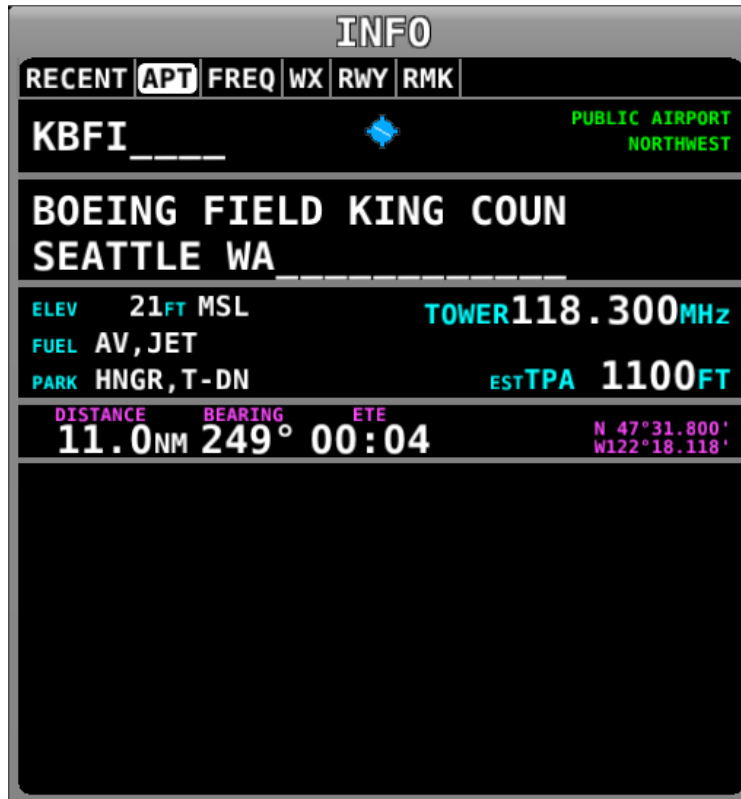 INFO
RECENT APT FREQ WX RWY RMK
KBFI____
PUBLIC AIRPORT
NORTHWEST
BOEING FIELD KING COUN
SEATTLE WA____________
ELEV 21FT MSL
TOWER118.300MHz
FUEL AV,JET
PARK HNGR,T-DN
ESTTPA 1100FT
DISTANCE BEARING ETE
11.0NM 249° 00:04
N 47°31.800'
W122°18.118'